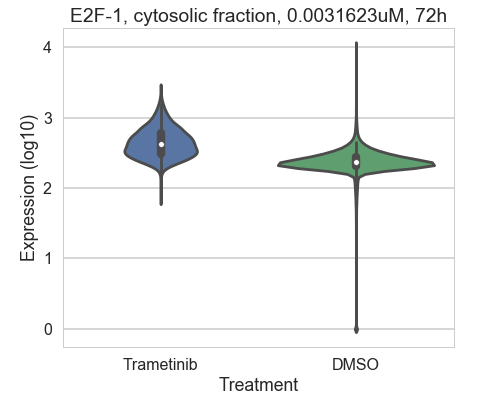 E2F-1, cytosolic fraction, 0.0031623uM, 72h
Expression (log10)
4
3
2
1
0
Trametinib DMSO
Treatment